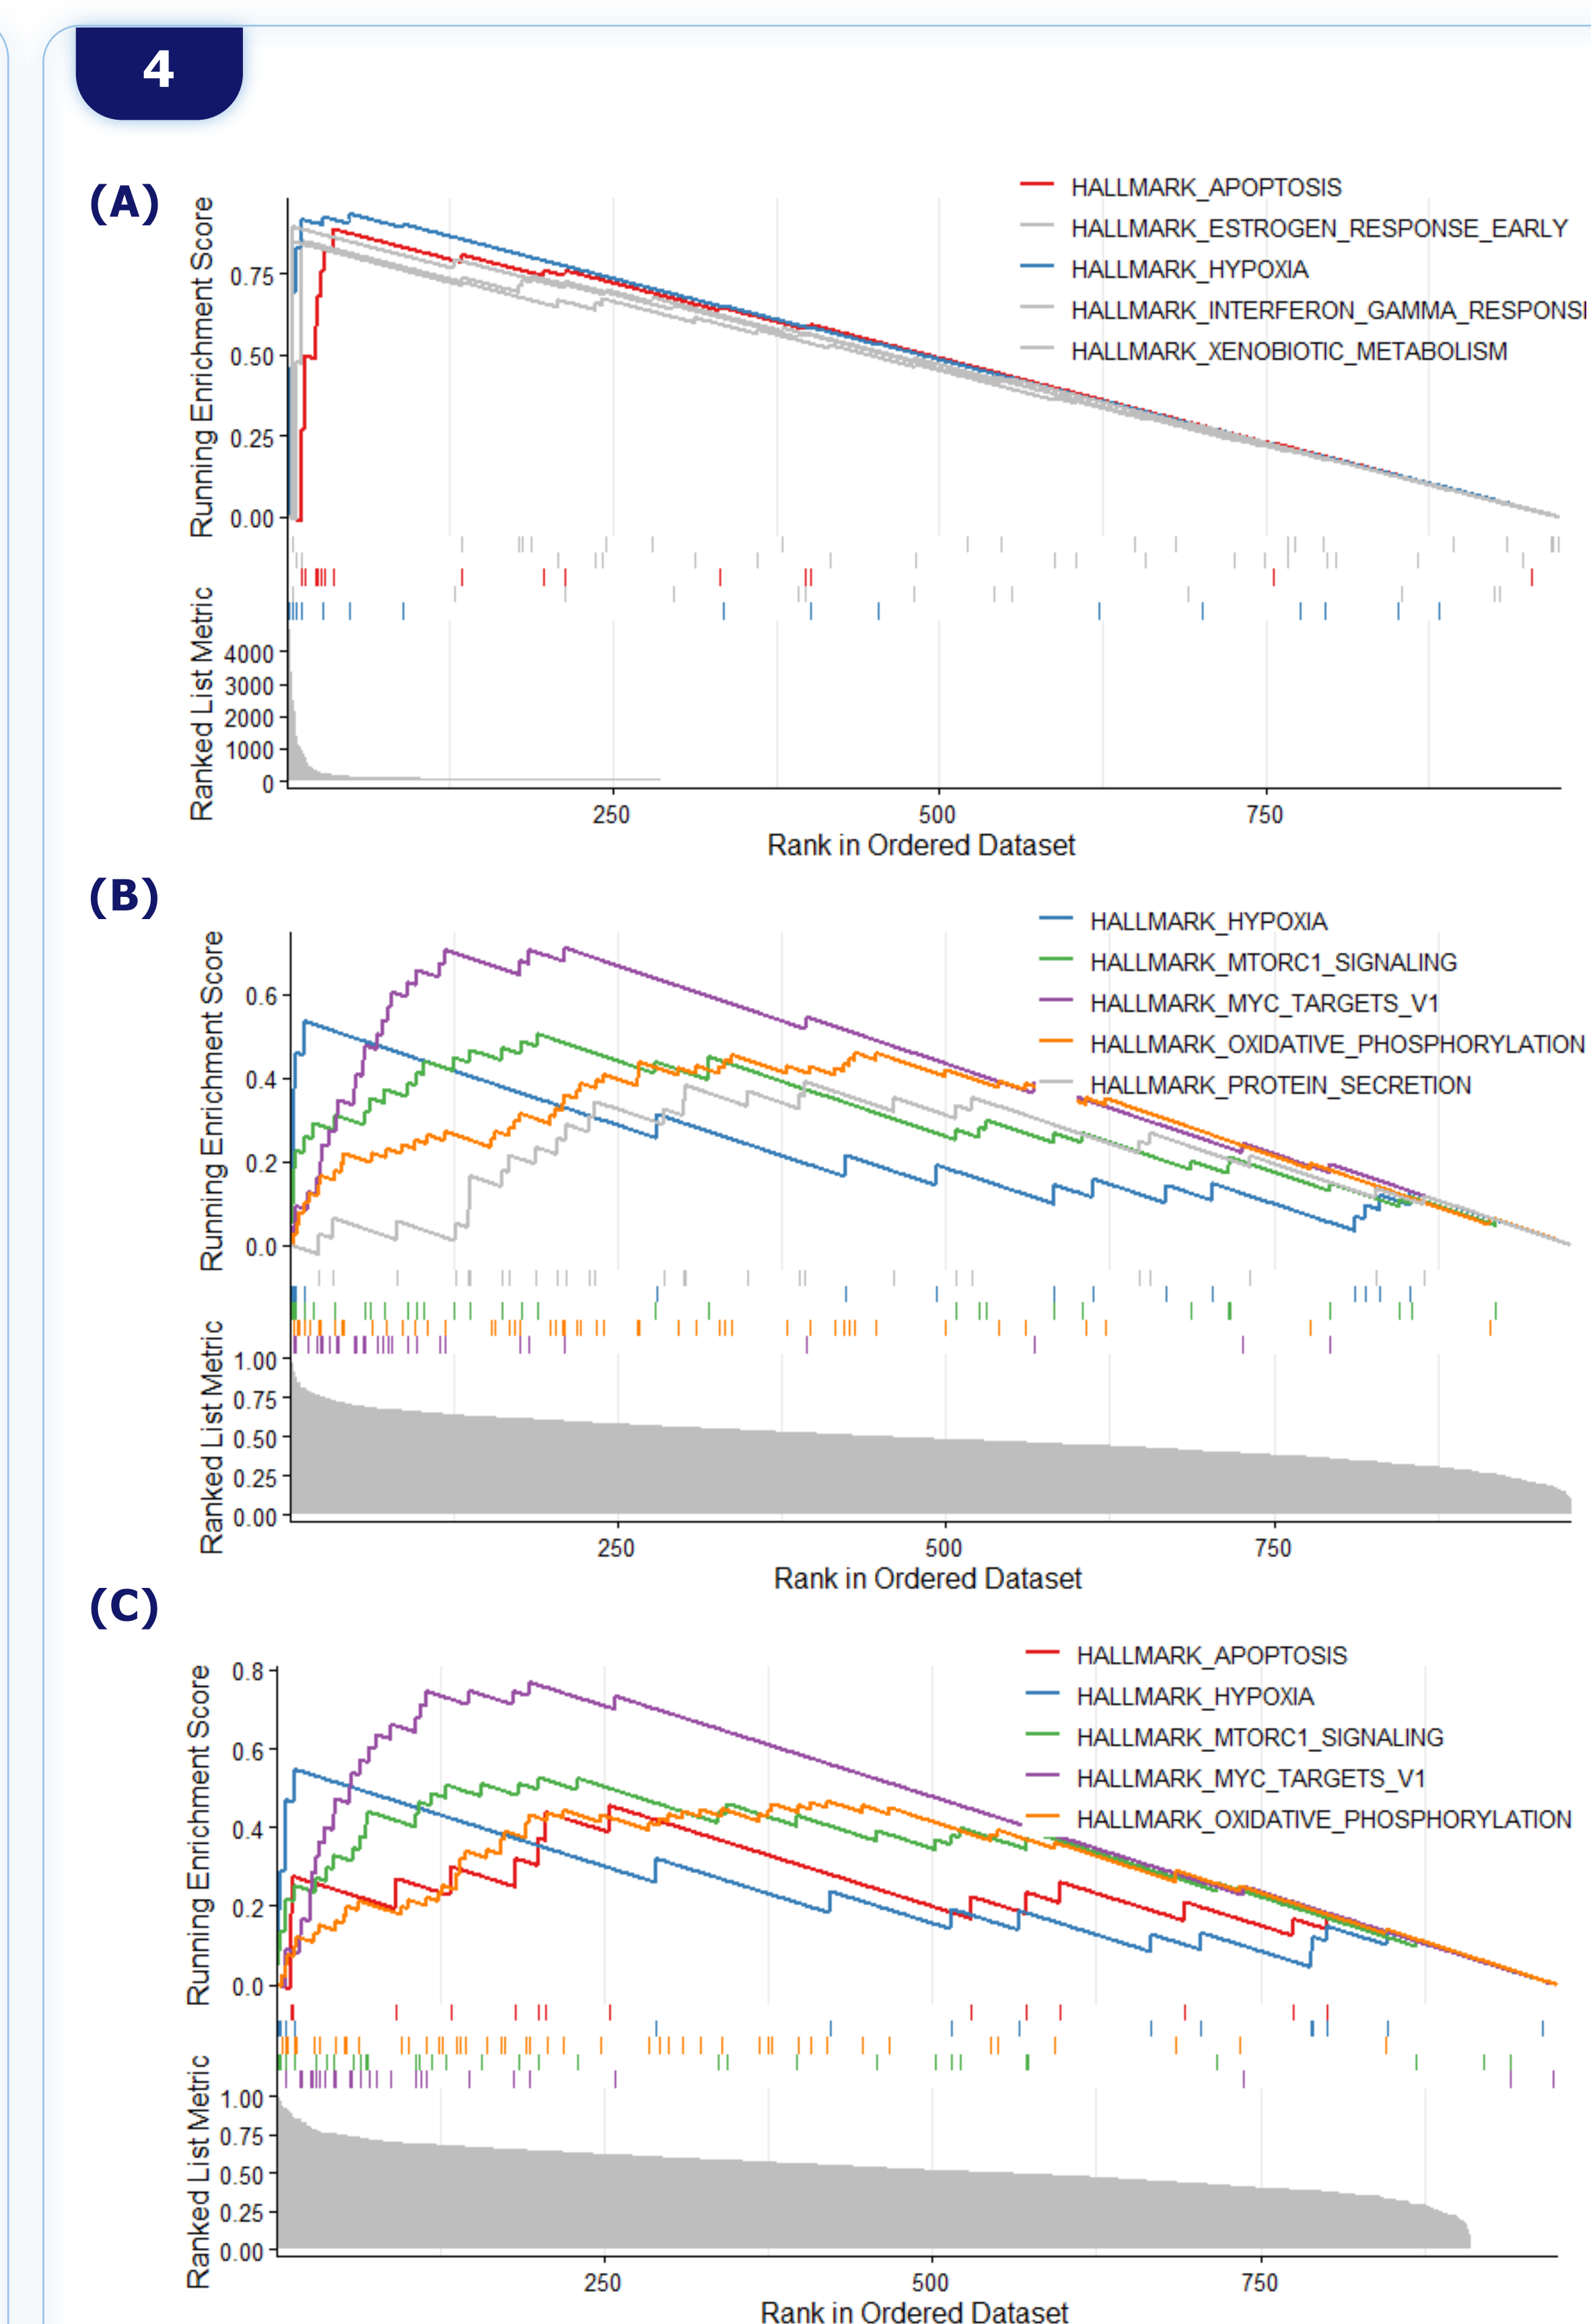 4
(A)
Running Enrichment Score
0.75
0.50
0.25
0.00
HALLMARK_APOPTOSIS
HALLMARK_ESTROGEN_RESPONSE_EARLY
HALLMARK_HYPOXIA
HALLMARK_INTERFERON_GAMMA_RESPONS
HALLMARK_XENOBIOTIC_METABOLISM
Ranked List Metric
4000
3000
2000
1000
0
250
500
750
Rank in Ordered Dataset
(B)
Running Enrichment Score
0.6
0.4
0.2
0.0
HALLMARK_HYPOXIA
HALLMARK_MTORC1_SIGNALING
HALLMARK_MYC_TARGETS_V1
HALLMARK_OXIDATIVE_PHOSPHORYLATION
HALLMARK_PROTEIN_SECRETION
Ranked List Metric
1.00
0.75
0.50
0.25
0.00
250
500
750
Rank in Ordered Dataset
(C)
Running Enrichment Score
0.8
0.6
0.4
0.2
0.0
HALLMARK_APOPTOSIS
HALLMARK_HYPOXIA
HALLMARK_MTORC1_SIGNALING
HALLMARK_MYC_TARGETS_V1
HALLMARK_OXIDATIVE_PHOSPHORYLATION
Ranked List Metric
1.00
0.75
0.50
0.25
0.00
250
500
750
Rank in Ordered Dataset